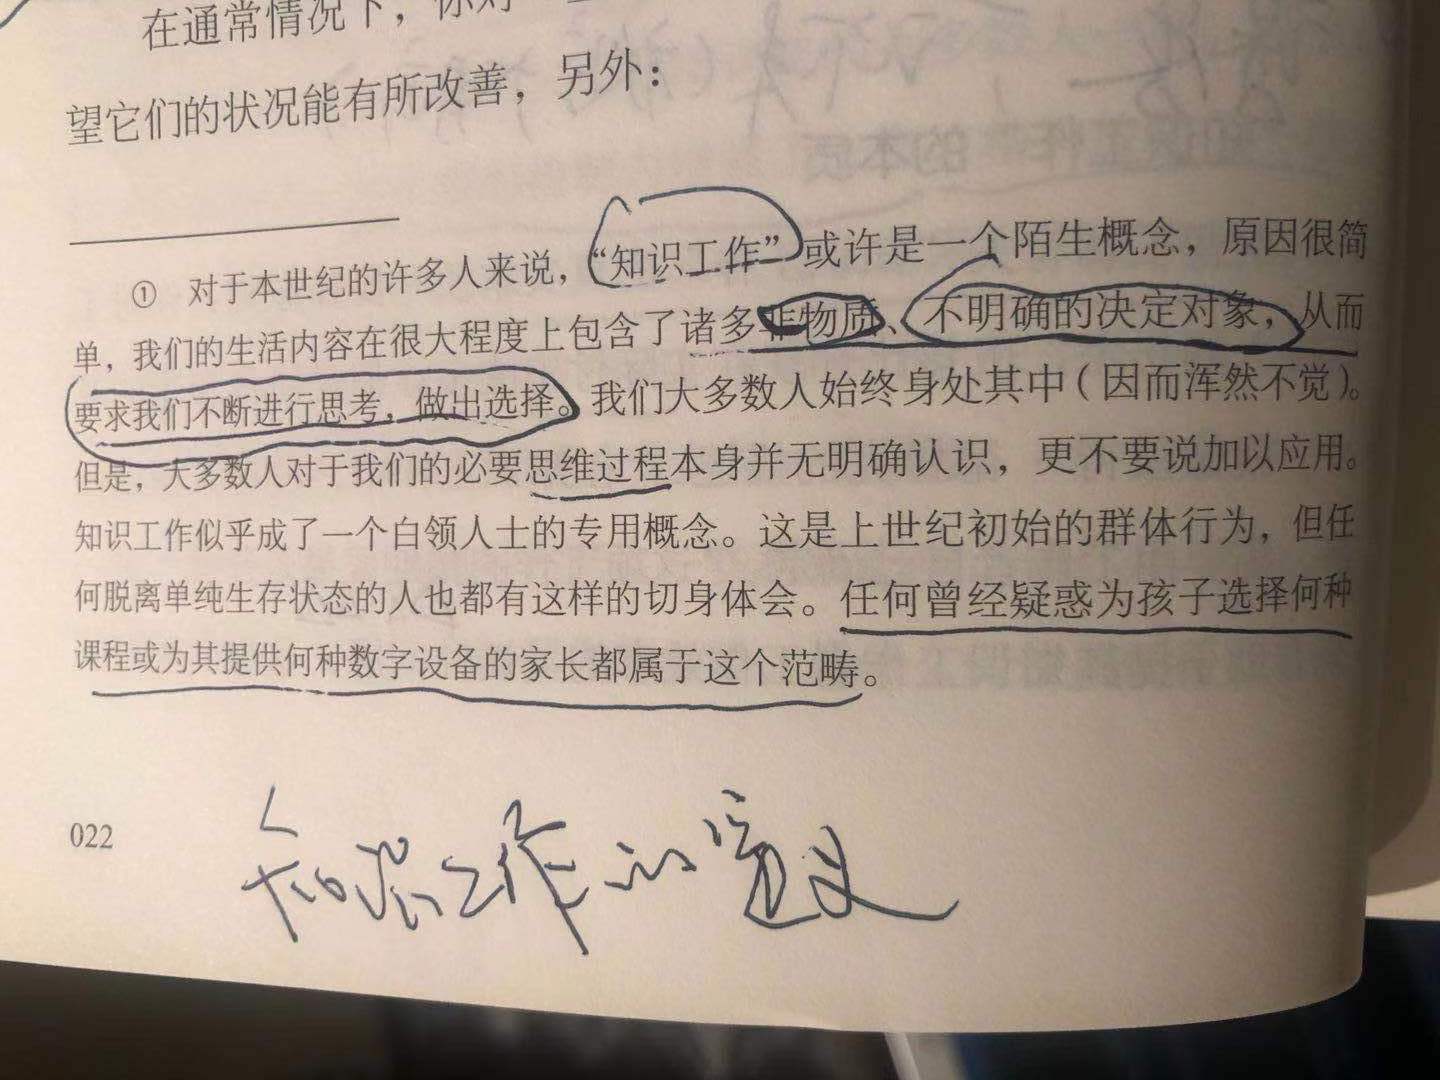 在通常情况下，你对
望它们的状况能有所改善，另外：
① 对于本世纪的许多人来说，“知识工作”或许是一个陌生概念，原因很简
单，我们的生活内容在很大程度上包含了诸多非物质、不明确的决定对象，从而
要求我们不断进行思考，做出选择。我们大多数人始终身处其中（因而浑然不觉）。
但是，大多数人对于我们的必要思维过程本身并无明确认识，更不要说加以应用。
知识工作似乎成了一个白领人士的专用概念。这是上世纪初始的群体行为，但任
何脱离单纯生存状态的人也都有这样的切身体会。任何曾经疑惑为孩子选择何种
课程或为其提供何种数字设备的家长都属于这个范畴。
022
知识工作的定义